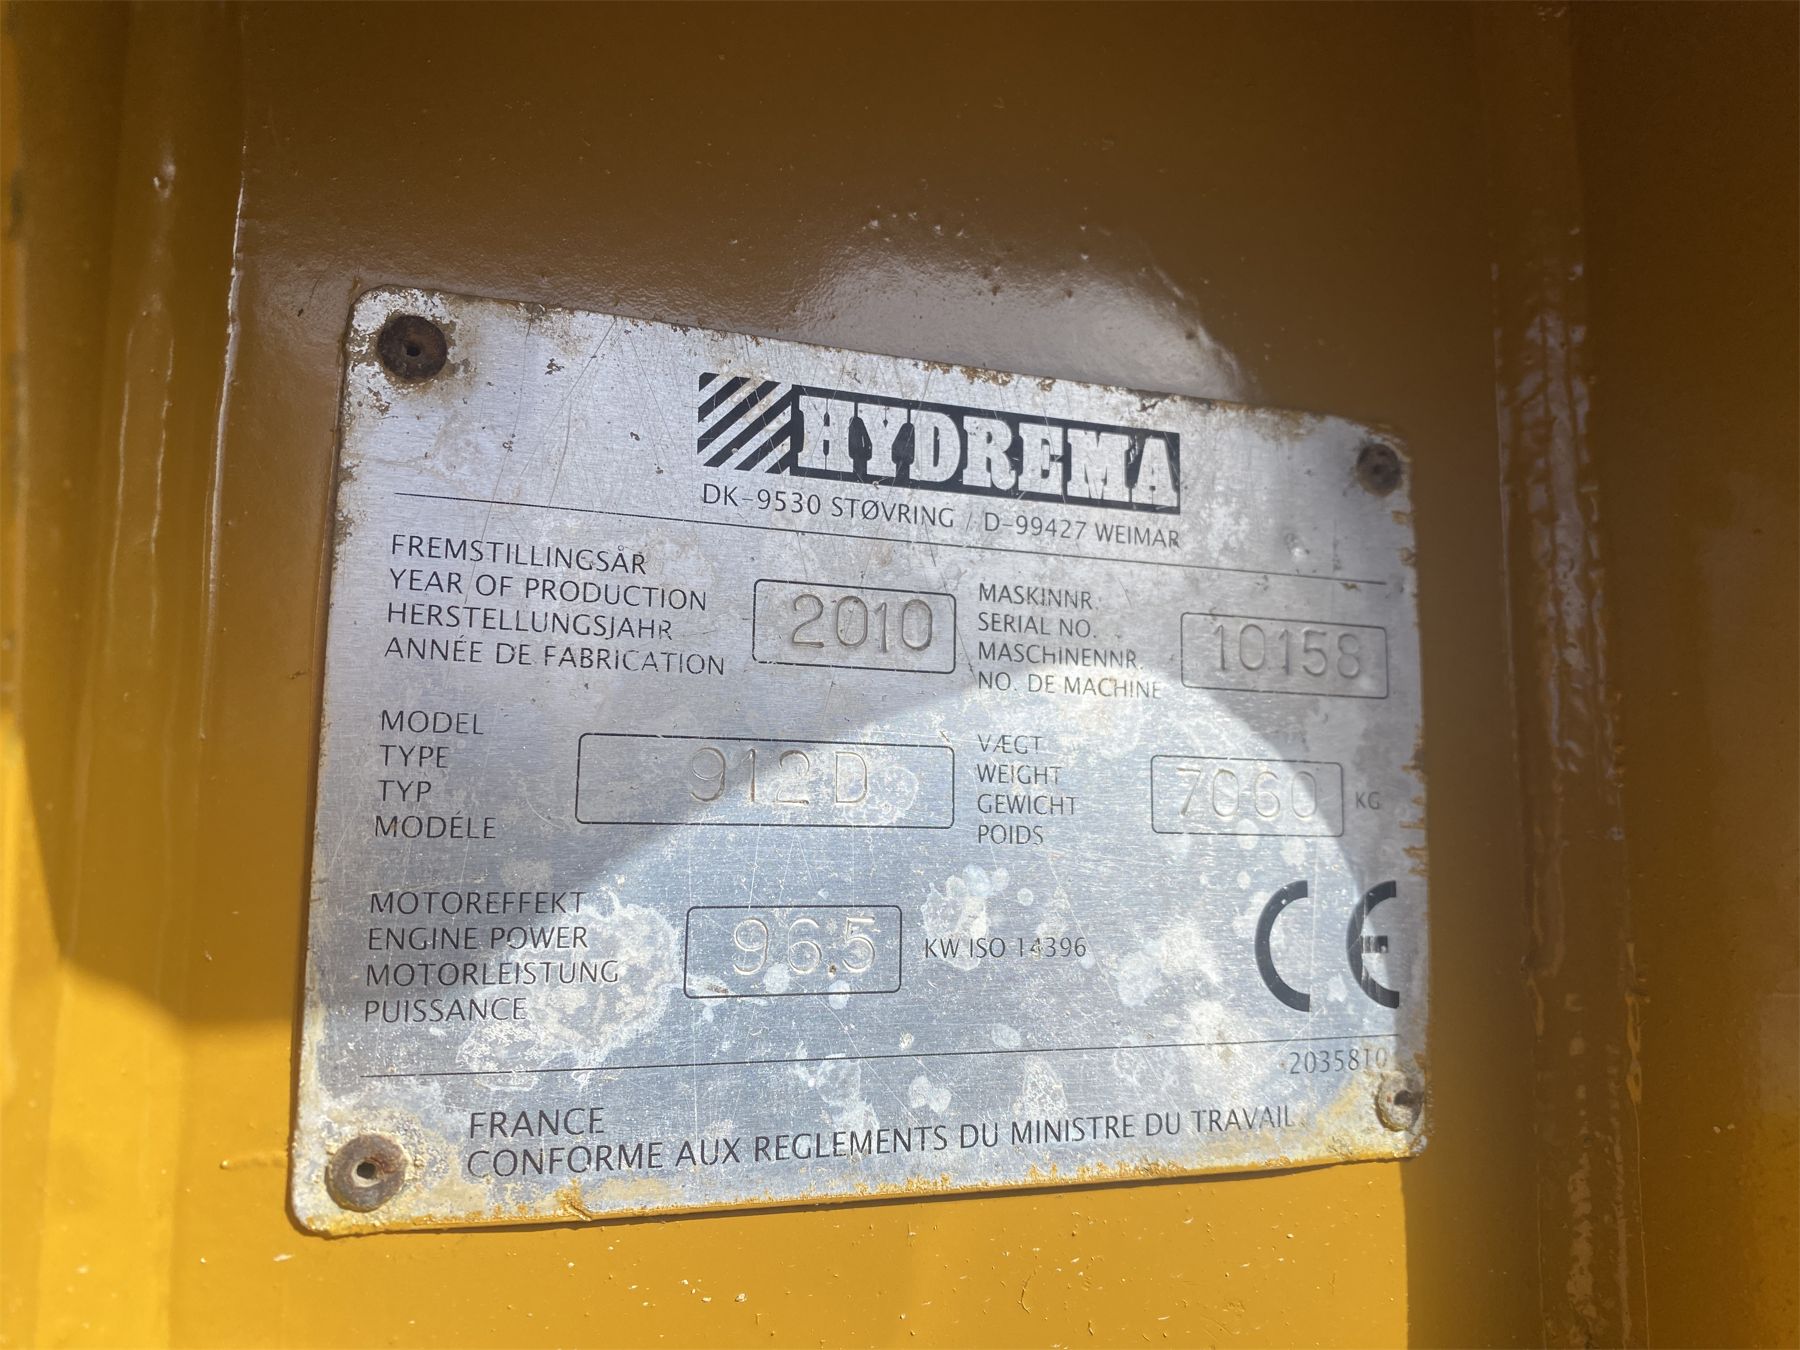 HYDREMA
DK-9530 STØVRING / D-99427 WEIMAR
FREMSTILLINGSÅR
YEAR OF PRODUCTION
HERSTELLUNGSJAHR
ANNÉE DE FABRICATION
2010
MASKINNR.
SERIAL NO.
MASCHINENNR.
NO. DE MACHINE
10158
MODEL
TYPE
TYP
MODÉLE
912D
VÆGT
WEIGHT
GEWICHT
POIDS
7060
KG
MOTOREFFEKT
ENGINE POWER
MOTORLEISTUNG
PUISSANCE
96.5
KW ISO 14396
CE
2035810
FRANCE
CONFORME AUX REGLEMENTS DU MINISTRE DU TRAVAIL